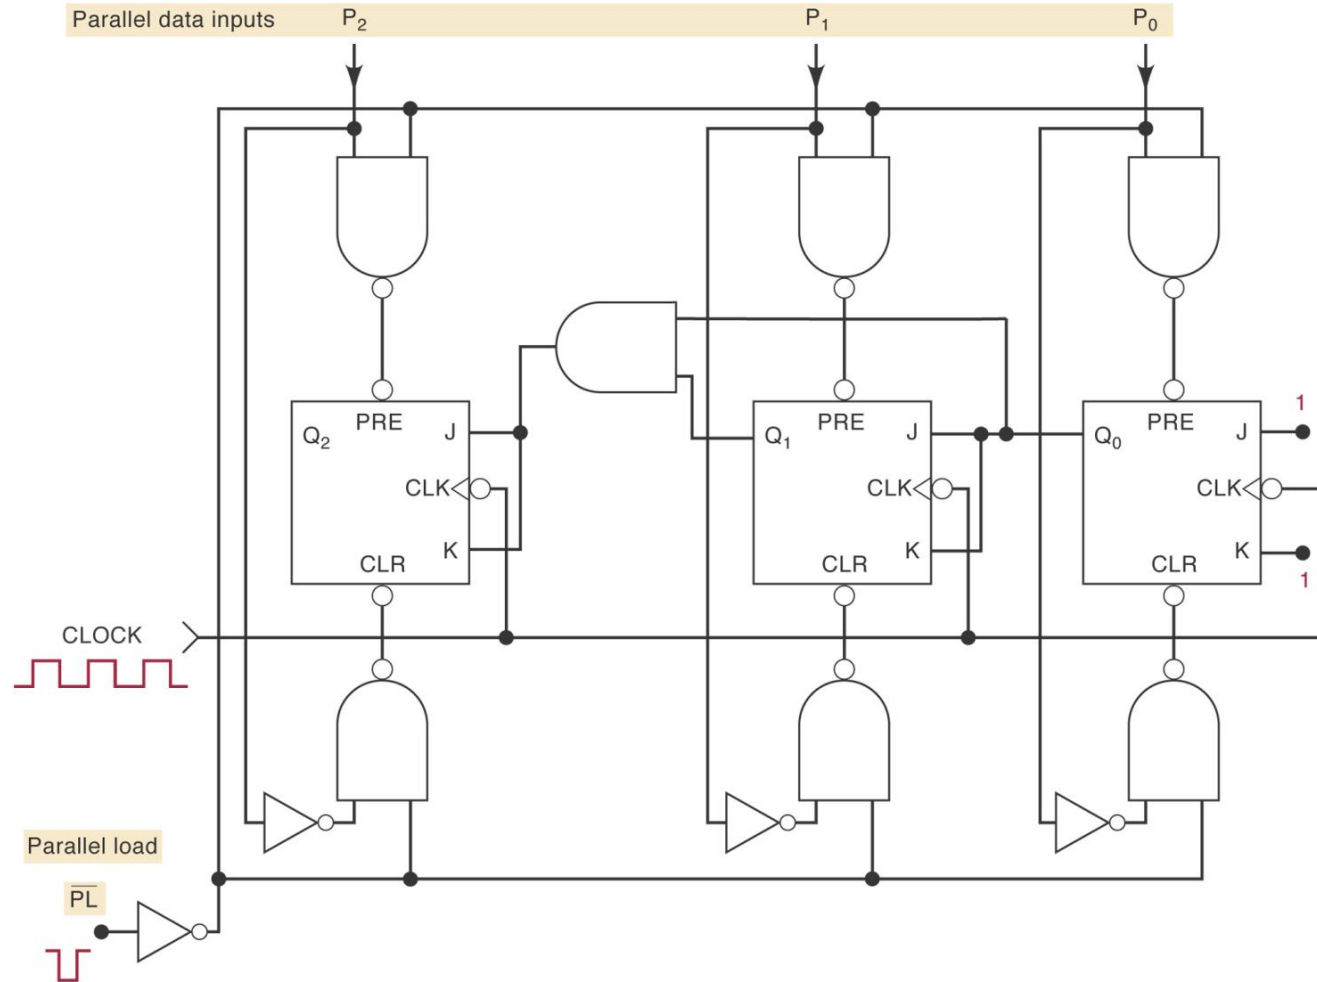 Parallel data inputs P₂ P₁ P₀
PRE PRE PRE 1
Q₂ J Q₁ J Q₀ J
CLK CLK CLK
K K K
CLR CLR CLR 1
CLOCK
Parallel load
P̅L̅